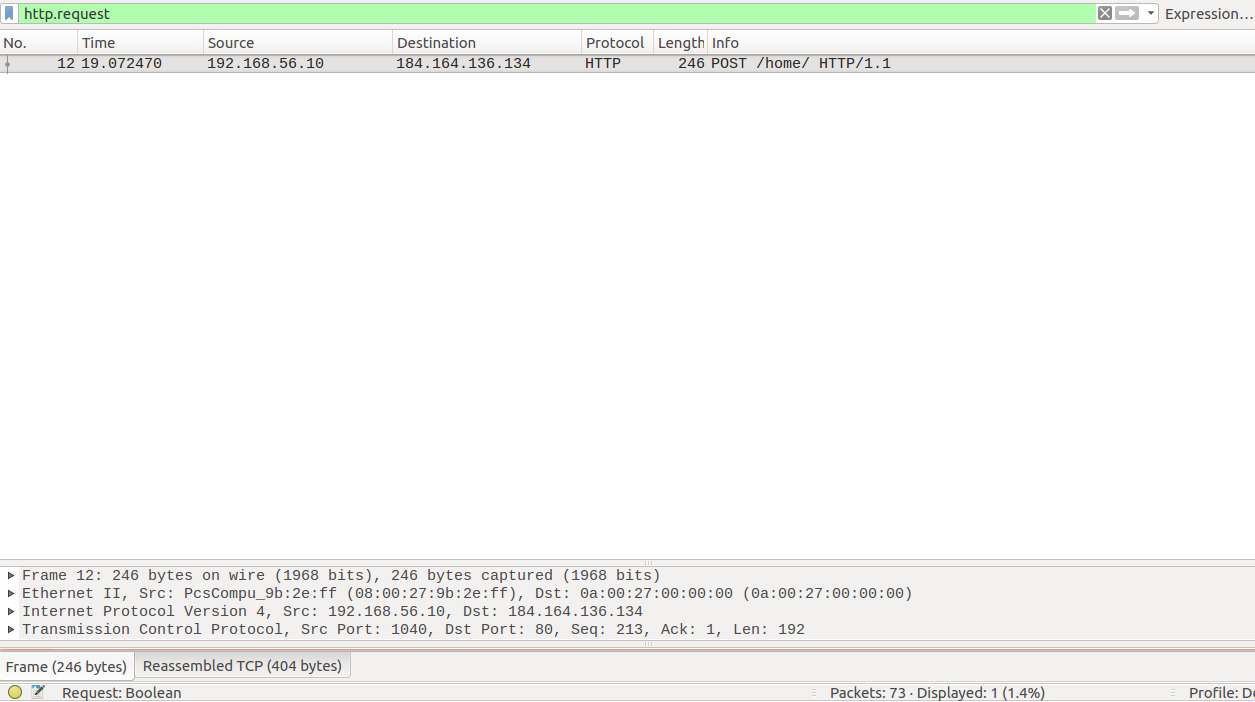 http.request Expression…
No. Time Source Destination Protocol Length Info
12 19.072470 192.168.56.10 184.164.136.134 HTTP 246 POST /home/ HTTP/1.1
Frame 12: 246 bytes on wire (1968 bits), 246 bytes captured (1968 bits)
Ethernet II, Src: PcsCompu_9b:2e:ff (08:00:27:9b:2e:ff), Dst: 0a:00:27:00:00:00 (0a:00:27:00:00:00)
Internet Protocol Version 4, Src: 192.168.56.10, Dst: 184.164.136.134
Transmission Control Protocol, Src Port: 1040, Dst Port: 80, Seq: 213, Ack: 1, Len: 192
Frame (246 bytes) Reassembled TCP (404 bytes)
Request: Boolean Packets: 73 · Displayed: 1 (1.4%) Profile: De